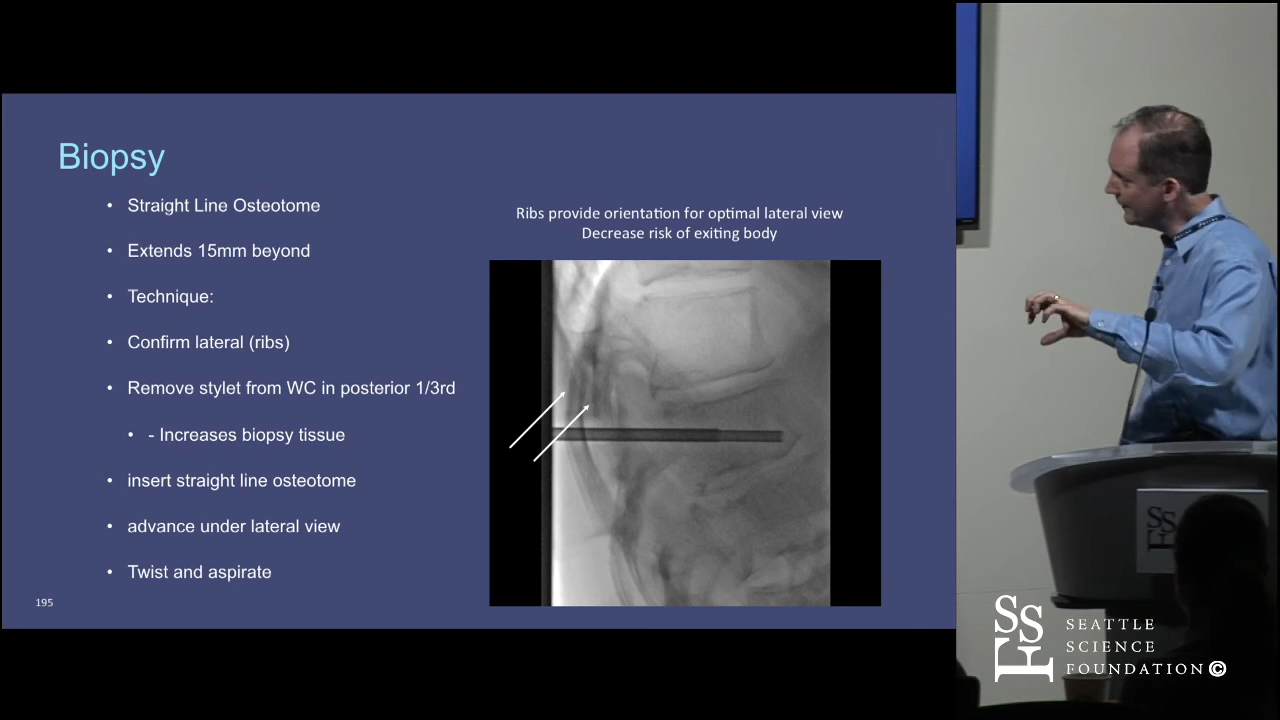 Biopsy
Straight Line Osteotome
Extends 15mm beyond
Technique:
Confirm lateral (ribs)
Remove stylet from WC in posterior 1/3rd
- Increases biopsy tissue
insert straight line osteotome
advance under lateral view
Twist and aspirate
195
Ribs provide orientation for optimal lateral view
Decrease risk of exiting body
SSF
SSF
SEATTLE
SCIENCE
FOUNDATION©